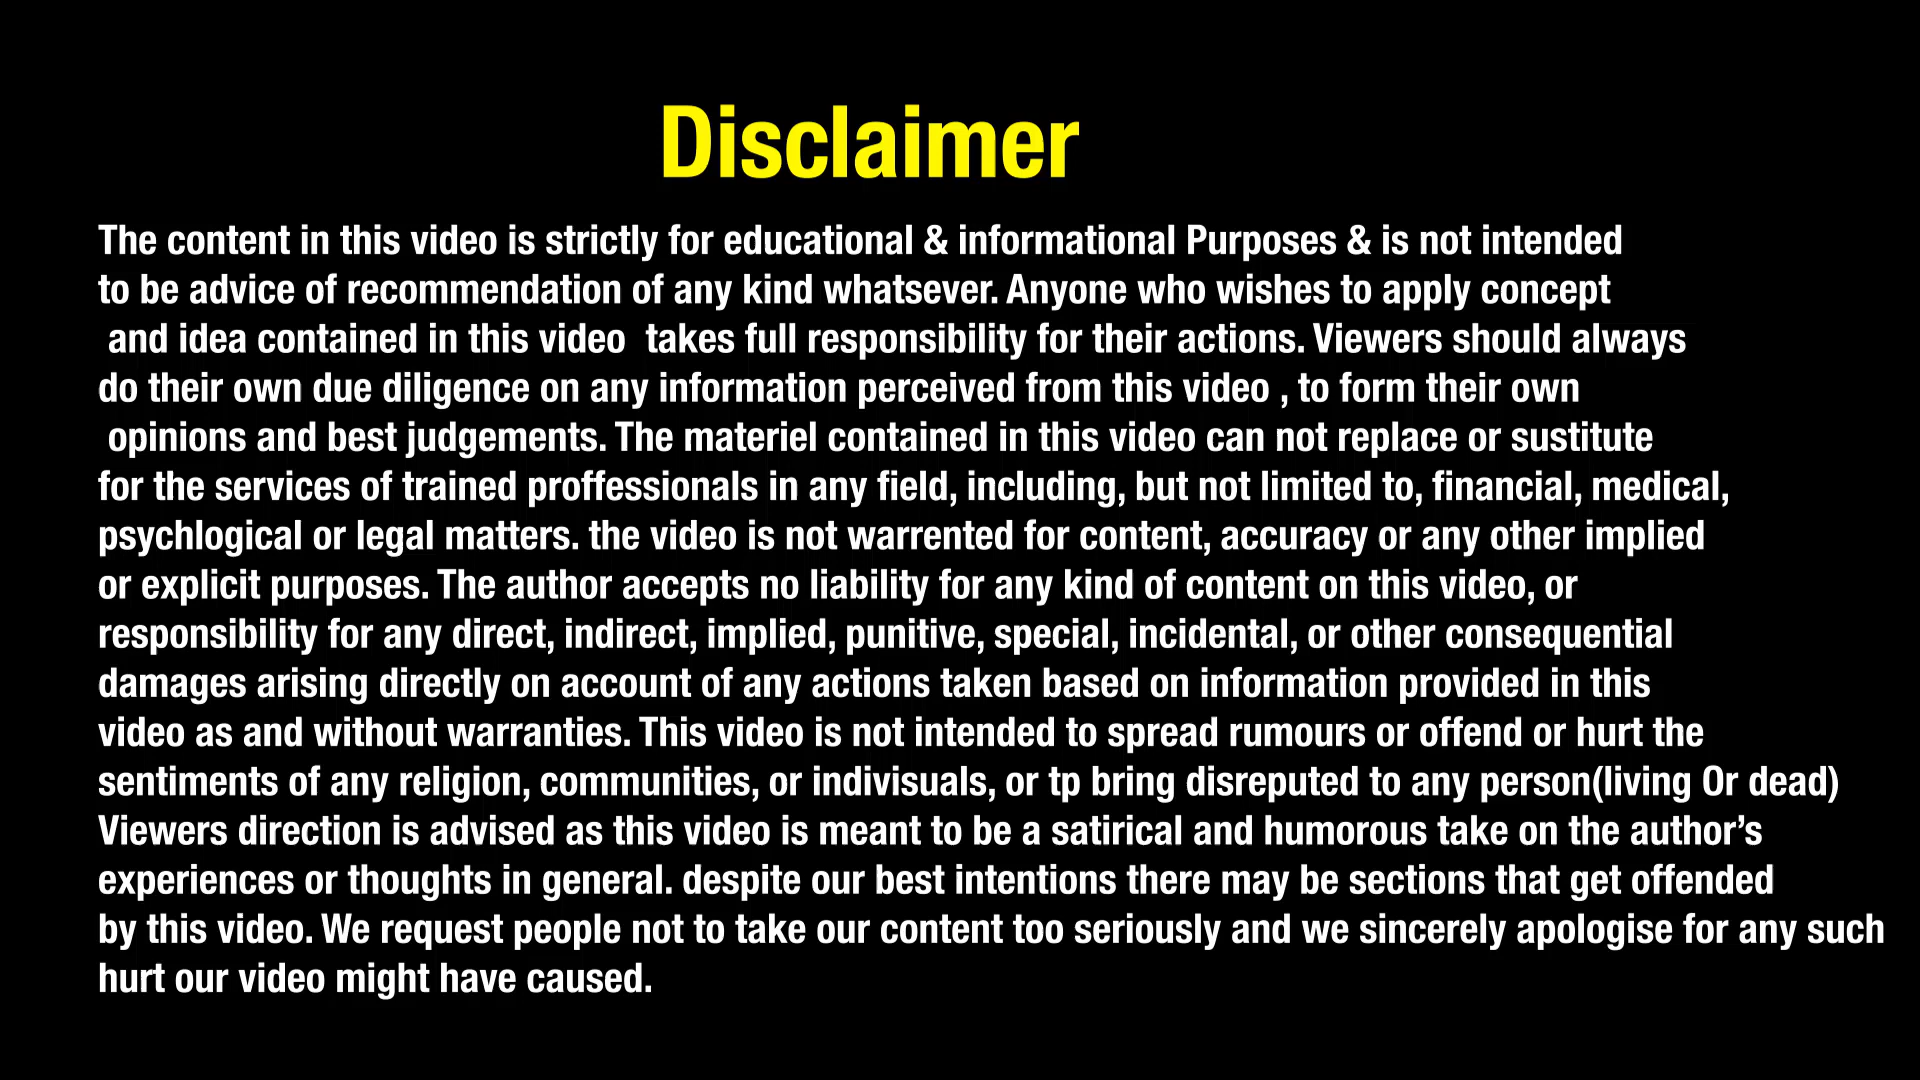 Disclaimer
The content in this video is strictly for educational & informational Purposes & is not intended
to be advice of recommendation of any kind whatsever. Anyone who wishes to apply concept
and idea contained in this video  takes full responsibility for their actions. Viewers should always
do their own due diligence on any information perceived from this video , to form their own
opinions and best judgements. The materiel contained in this video can not replace or sustitute
for the services of trained proffessionals in any field, including, but not limited to, financial, medical,
psychlogical or legal matters. the video is not warrented for content, accuracy or any other implied
or explicit purposes. The author accepts no liability for any kind of content on this video, or
responsibility for any direct, indirect, implied, punitive, special, incidental, or other consequential
damages arising directly on account of any actions taken based on information provided in this
video as and without warranties. This video is not intended to spread rumours or offend or hurt the
sentiments of any religion, communities, or indivisuals, or tp bring disreputed to any person(living Or dead)
Viewers direction is advised as this video is meant to be a satirical and humorous take on the author’s
experiences or thoughts in general. despite our best intentions there may be sections that get offended
by this video. We request people not to take our content too seriously and we sincerely apologise for any such
hurt our video might have caused.